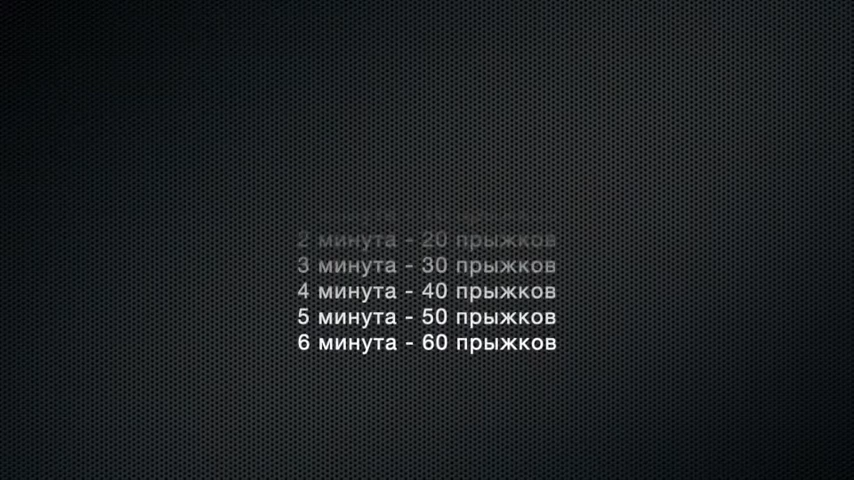 2 минута - 20 прыжков
3 минута - 30 прыжков
4 минута - 40 прыжков
5 минута - 50 прыжков
6 минута - 60 прыжков